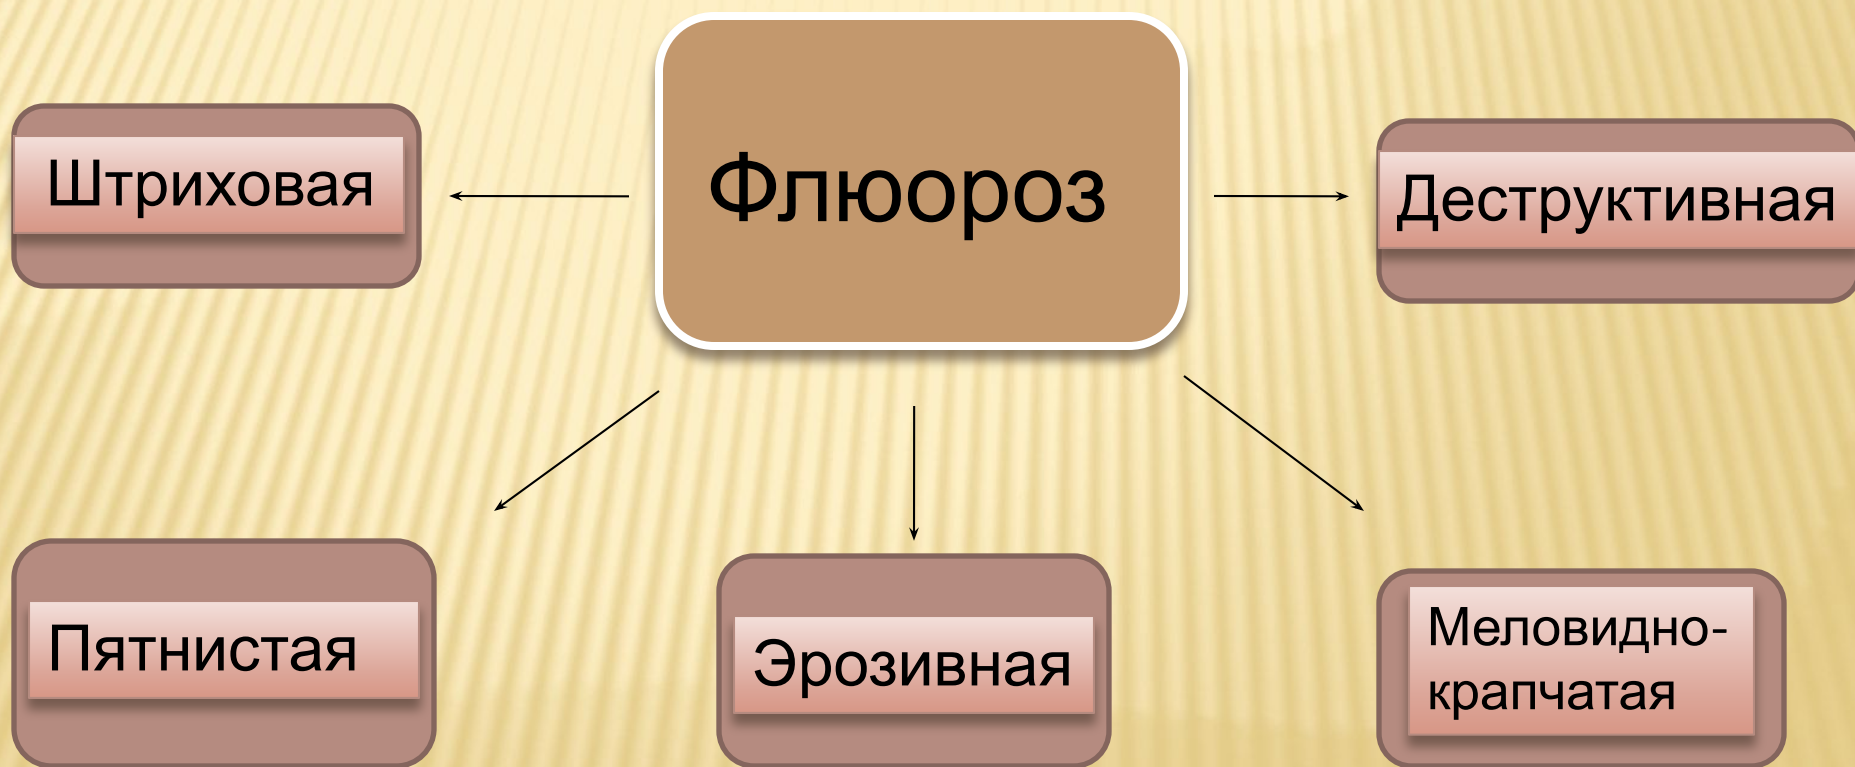 Флюороз
Штриховая
Деструктивная
Пятнистая
Эрозивная
Меловидно-
крапчатая